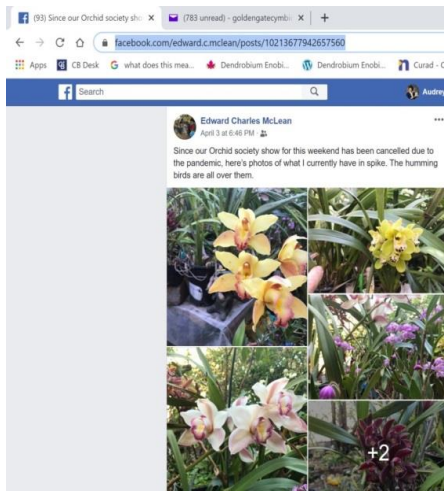 (93) Since our Orchid society sho
(783 unread) - goldengatecymbi
facebook.com/edward.c.mclean/posts/10213677942657560
Apps CB Desk what does this mea... Dendrobium Enobi... Dendrobium Enobi... Curad - C
Search Audrey
Edward Charles McLean
April 3 at 6:46 PM ·
Since our Orchid society show for this weekend has been cancelled due to
the pandemic, here's photos of what I currently have in spike. The humming
birds are all over them.
+2